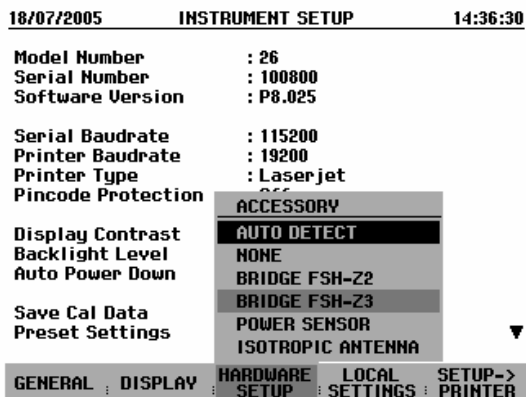 18/07/2005 INSTRUMENT SETUP 14:36:30
Model Number : 26
Serial Number : 100800
Software Version : P8.025
Serial Baudrate : 115200
Printer Baudrate : 19200
Printer Type : Laserjet
Pincode Protection :
ACCESSORY
Display Contrast
AUTO DETECT
Backlight Level
NONE
Auto Power Down
BRIDGE FSH-Z2
BRIDGE FSH-Z3
Save Cal Data
POWER SENSOR
Preset Settings
ISOTROPIC ANTENNA
GENERAL DISPLAY HARDWARE SETUP LOCAL SETTINGS SETUP-> PRINTER